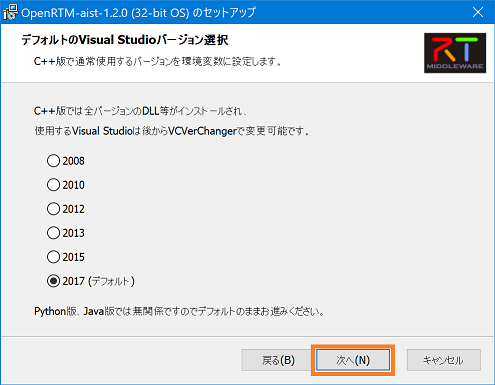 OpenRTM-aist-1.2.0 (32-bit OS) のセットアップ
デフォルトのVisual Studioバージョン選択
C++版で通常使用するバージョンを環境変数に設定します。
RT
MIDDLEWARE
C++版では全バージョンのDLL等がインストールされ、
使用するVisual Studioは後からVCVerChangerで変更可能です。
2008
2010
2012
2013
2015
2017 (デフォルト)
Python版、Java版では無関係ですのでデフォルトのままお進みください。
戻る(B)
次へ(N)
キャンセル